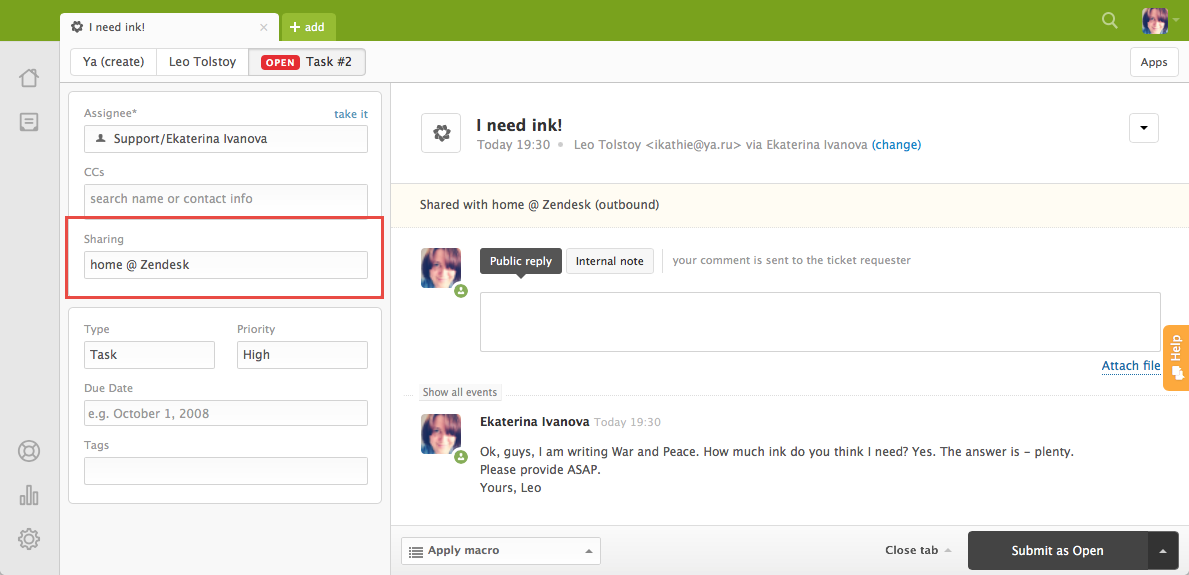 I need ink!
+ add
Ya (create)
Leo Tolstoy
OPEN Task #2
Apps
Assignee*
take it
Support/Ekaterina Ivanova
CCs
search name or contact info
Sharing
home @ Zendesk
Type
Priority
Task
High
Due Date
e.g. October 1, 2008
Tags
I need ink!
Today 19:30 • Leo Tolstoy <ikathie@ya.ru> via Ekaterina Ivanova (change)
Shared with home @ Zendesk (outbound)
Public reply
Internal note
your comment is sent to the ticket requester
Attach file
Help
Show all events
Ekaterina Ivanova Today 19:30
Ok, guys, I am writing War and Peace. How much ink do you think I need? Yes. The answer is – plenty.
Please provide ASAP.
Yours, Leo
Apply macro
Close tab
Submit as Open